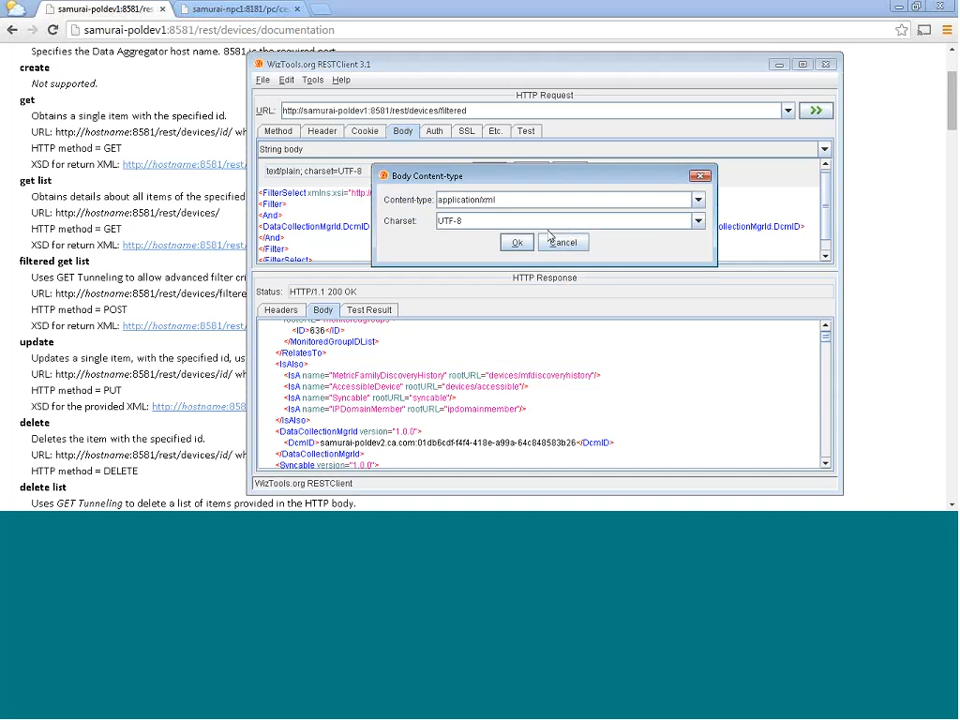 samurai-poldev1:8581/res
samurai-npc1:8181/pc/ce
samurai-poldev1:8581/rest/devices/documentation
Specifies the Data Aggregator host name. 8581 is the required port.
create
Not supported.
get
Obtains a single item with the specified id.
URL: http://hostname:8581/rest/devices/id/ wh
HTTP method = GET
XSD for return XML: http://hostname:8581/rest/
get list
Obtains details about all items of the specified
URL: http://hostname:8581/rest/devices/
HTTP method = GET
XSD for return XML: http://hostname:8581/rest/
filtered get list
Uses GET Tunneling to allow advanced filter cri
URL: http://hostname:8581/rest/devices/filtere
HTTP method = POST
XSD for return XML: http://hostname:8581/rest/
update
Updates a single item, with the specified id, us
URL: http://hostname:8581/rest/devices/id/ wh
HTTP method = PUT
XSD for the provided XML: http://hostname:858
delete
Deletes the item with the specified id.
URL: http://hostname:8581/rest/devices/id/ wh
HTTP method = DELETE
delete list
Uses GET Tunneling to delete a list of items provided in the HTTP body.
WizTools.org RESTClient 3.1
File Edit Tools Help
HTTP Request
URL: http://samurai-poldev1:8581/rest/devices/filtered
Method Header Cookie Body Auth SSL Etc. Test
String body
text/plain; charset=UTF-8
<FilterSelect xmlns:xsi="http:/
<Filter>
<And>
<DataCollectionMgrId.DcmID
ollectionMgrId.DcmID>
</And>
</Filter>
</FilterSelect>
Body Content-type
Content-type: application/xml
Charset: UTF-8
Ok Cancel
HTTP Response
Status: HTTP/1.1 200 OK
Headers Body Test Result
<ID>636</ID>
</MonitoredGroupIDList>
</RelatesTo>
<IsAlso>
<IsA name="MetricFamilyDiscoveryHistory" rootURL="devices/mfdiscoveryhistory"/>
<IsA name="AccessibleDevice" rootURL="devices/accessible"/>
<IsA name="Syncable" rootURL="syncable"/>
<IsA name="IPDomainMember" rootURL="ipdomainmember"/>
</IsAlso>
<DataCollectionMgrId version="1.0.0">
<DcmID>samurai-poldev2.ca.com:01db6cdf-f4f4-418e-a99a-64c848583b26</DcmID>
</DataCollectionMgrId>
<Syncable version="1.0.0">
WizTools.org RESTClient